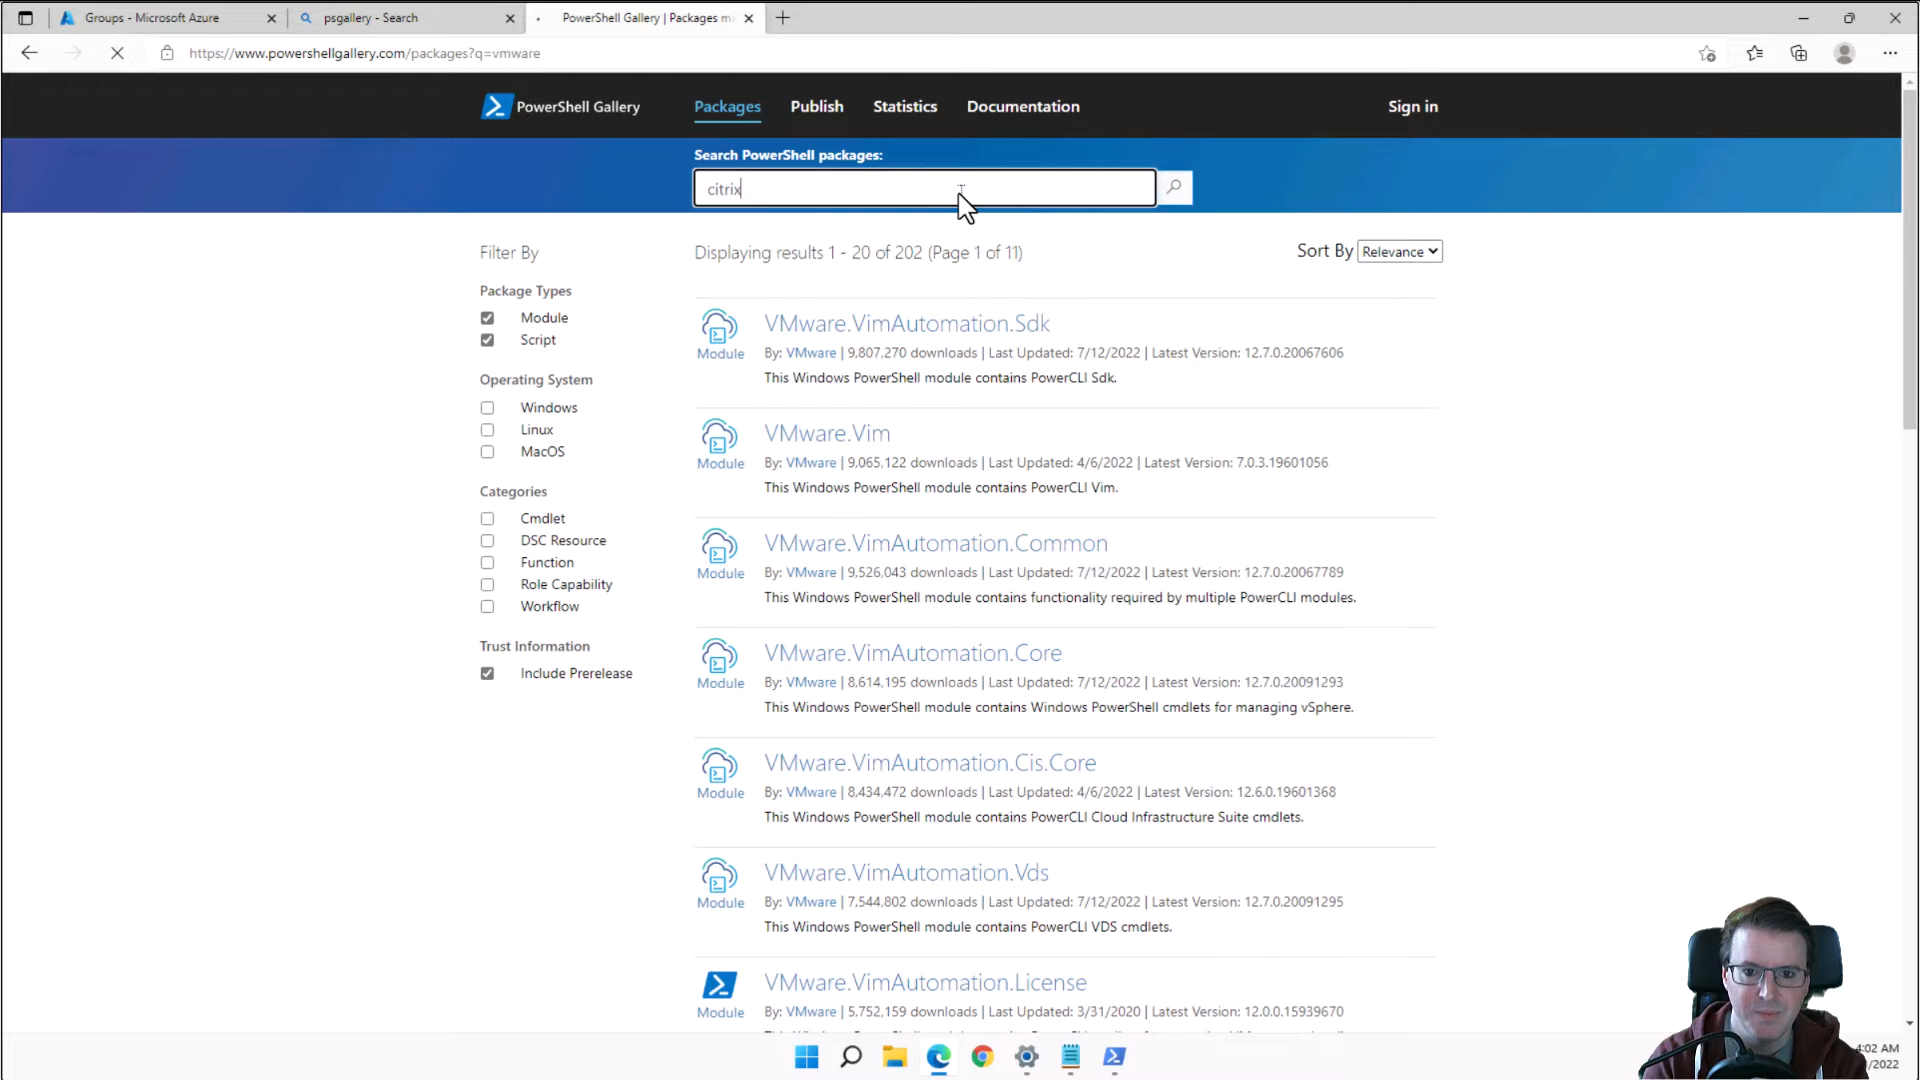 Groups - Microsoft Azure
psgallery - Search
PowerShell Gallery | Packages m
https://www.powershellgallery.com/packages?q=vmware
PowerShell Gallery
Packages
Publish
Statistics
Documentation
Sign in
Search PowerShell packages:
citrix
Filter By
Displaying results 1 - 20 of 202 (Page 1 of 11)
Sort By Relevance
Package Types
Module
Script
Operating System
Windows
Linux
MacOS
Categories
Cmdlet
DSC Resource
Function
Role Capability
Workflow
Trust Information
Include Prerelease
VMware.VimAutomation.Sdk
Module
By: VMware | 9,807,270 downloads | Last Updated: 7/12/2022 | Latest Version: 12.7.0.20067606
This Windows PowerShell module contains PowerCLI Sdk.
VMware.Vim
Module
By: VMware | 9,065,122 downloads | Last Updated: 4/6/2022 | Latest Version: 7.0.3.19601056
This Windows PowerShell module contains PowerCLI Vim.
VMware.VimAutomation.Common
Module
By: VMware | 9,526,043 downloads | Last Updated: 7/12/2022 | Latest Version: 12.7.0.20067789
This Windows PowerShell module contains functionality required by multiple PowerCLI modules.
VMware.VimAutomation.Core
Module
By: VMware | 8,614,195 downloads | Last Updated: 7/12/2022 | Latest Version: 12.7.0.20091293
This Windows PowerShell module contains Windows PowerShell cmdlets for managing vSphere.
VMware.VimAutomation.Cis.Core
Module
By: VMware | 8,434,472 downloads | Last Updated: 4/6/2022 | Latest Version: 12.6.0.19601368
This Windows PowerShell module contains PowerCLI Cloud Infrastructure Suite cmdlets.
VMware.VimAutomation.Vds
Module
By: VMware | 7,544,802 downloads | Last Updated: 7/12/2022 | Latest Version: 12.7.0.20091295
This Windows PowerShell module contains PowerCLI VDS cmdlets.
VMware.VimAutomation.License
Module
By: VMware | 5,752,159 downloads | Last Updated: 3/31/2020 | Latest Version: 12.0.0.15939670
4:02 AM
/2022